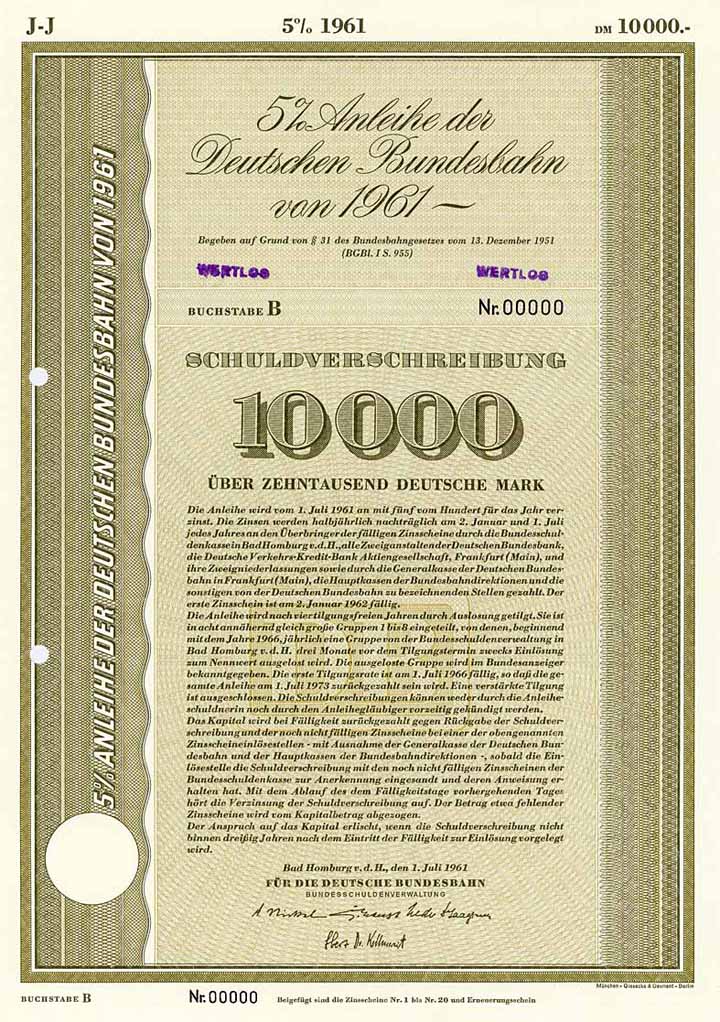 J-J 5% 1961 DM 10000.-
5% Anleihe der
Deutschen Bundesbahn
von 1961
Begeben auf Grund von § 31 des Bundesbahngesetzes vom 13. Dezember 1951
(BGBl. I S. 955)
WERTLOS WERTLOS
BUCHSTABE B Nr. 00000
SCHULDVERSCHREIBUNG
10000
ÜBER ZEHNTAUSEND DEUTSCHE MARK
Die Anleihe wird vom 1. Juli 1961 an mit fünf vom Hundert für das Jahr ver-
zinst. Die Zinsen werden halbjährlich nachträglich am 2. Januar und 1. Juli
jedes Jahres an den Überbringer der fälligen Zinsscheine durch die Bundesschul-
denkasse in Bad Homburg v.d.H., alle Zweiganstalten der Deutschen Bundesbank,
die Deutsche Verkehrs-Kredit-Bank Aktiengesellschaft, Frankfurt (Main), und
ihre Zweigniederlassungen sowie durch die Generalkasse der Deutschen Bundes-
bahn in Frankfurt (Main), die Hauptkassen der Bundesbahndirektionen und die
sonstigen von der Deutschen Bundesbahn zu bezeichnenden Stellen gezahlt. Der
erste Zinsschein ist am 2. Januar 1962 fällig.
Die Anleihe wird nach vier tilgungsfreien Jahren durch Auslosung getilgt. Sie ist
in acht annähernd gleich große Gruppen 1 bis 8 eingeteilt, von denen, beginnend
mit dem Jahre 1966, jährlich eine Gruppe von der Bundesschuldenverwaltung in
Bad Homburg v. d. H. drei Monate vor dem Tilgungstermin zwecks Einlösung
zum Nennwert ausgelost wird. Die ausgeloste Gruppe wird im Bundesanzeiger
bekanntgegeben. Die erste Tilgungsrate ist am 1. Juli 1966 fällig, so daß die ge-
samte Anleihe am 1. Juli 1973 zurückgezahlt sein wird. Eine verstärkte Tilgung
ist ausgeschlossen. Die Schuldverschreibungen können weder durch die Anleihe-
schuldnerin noch durch den Anleihegläubiger vorzeitig gekündigt werden.
Das Kapital wird bei Fälligkeit zurückgezahlt gegen Rückgabe der Schuldver-
schreibung und der noch nicht fälligen Zinsscheine bei einer der obengenannten
Zinsscheineinlösestellen - mit Ausnahme der Generalkasse der Deutschen Bun-
desbahn und der Hauptkassen der Bundesbahndirektionen -, sobald die Ein-
lösestelle die Schuldverschreibung mit den noch nicht fälligen Zinsscheinen der
Bundesschuldenkasse zur Anerkennung eingesandt und deren Anweisung er-
halten hat. Mit dem Ablauf des dem Fälligkeitstage vorhergehenden Tages
hört die Verzinsung der Schuldverschreibung auf. Der Betrag etwa fehlender
Zinsscheine wird vom Kapitalbetrag abgezogen.
Der Anspruch auf das Kapital erlischt, wenn die Schuldverschreibung nicht
binnen dreißig Jahren nach dem Eintritt der Fälligkeit zur Einlösung vorgelegt
wird.
Bad Homburg v. d. H., den 1. Juli 1961
FÜR DIE DEUTSCHE BUNDESBAHN
BUNDESSCHULDENVERWALTUNG
5% ANLEIHE DER DEUTSCHEN BUNDESBAHN VON 1961
München - Giesecke & Devrient - Berlin
BUCHSTABE B Nr. 00000 Beigefügt sind die Zinsscheine Nr. 1 bis Nr. 20 und Erneuerungsschein